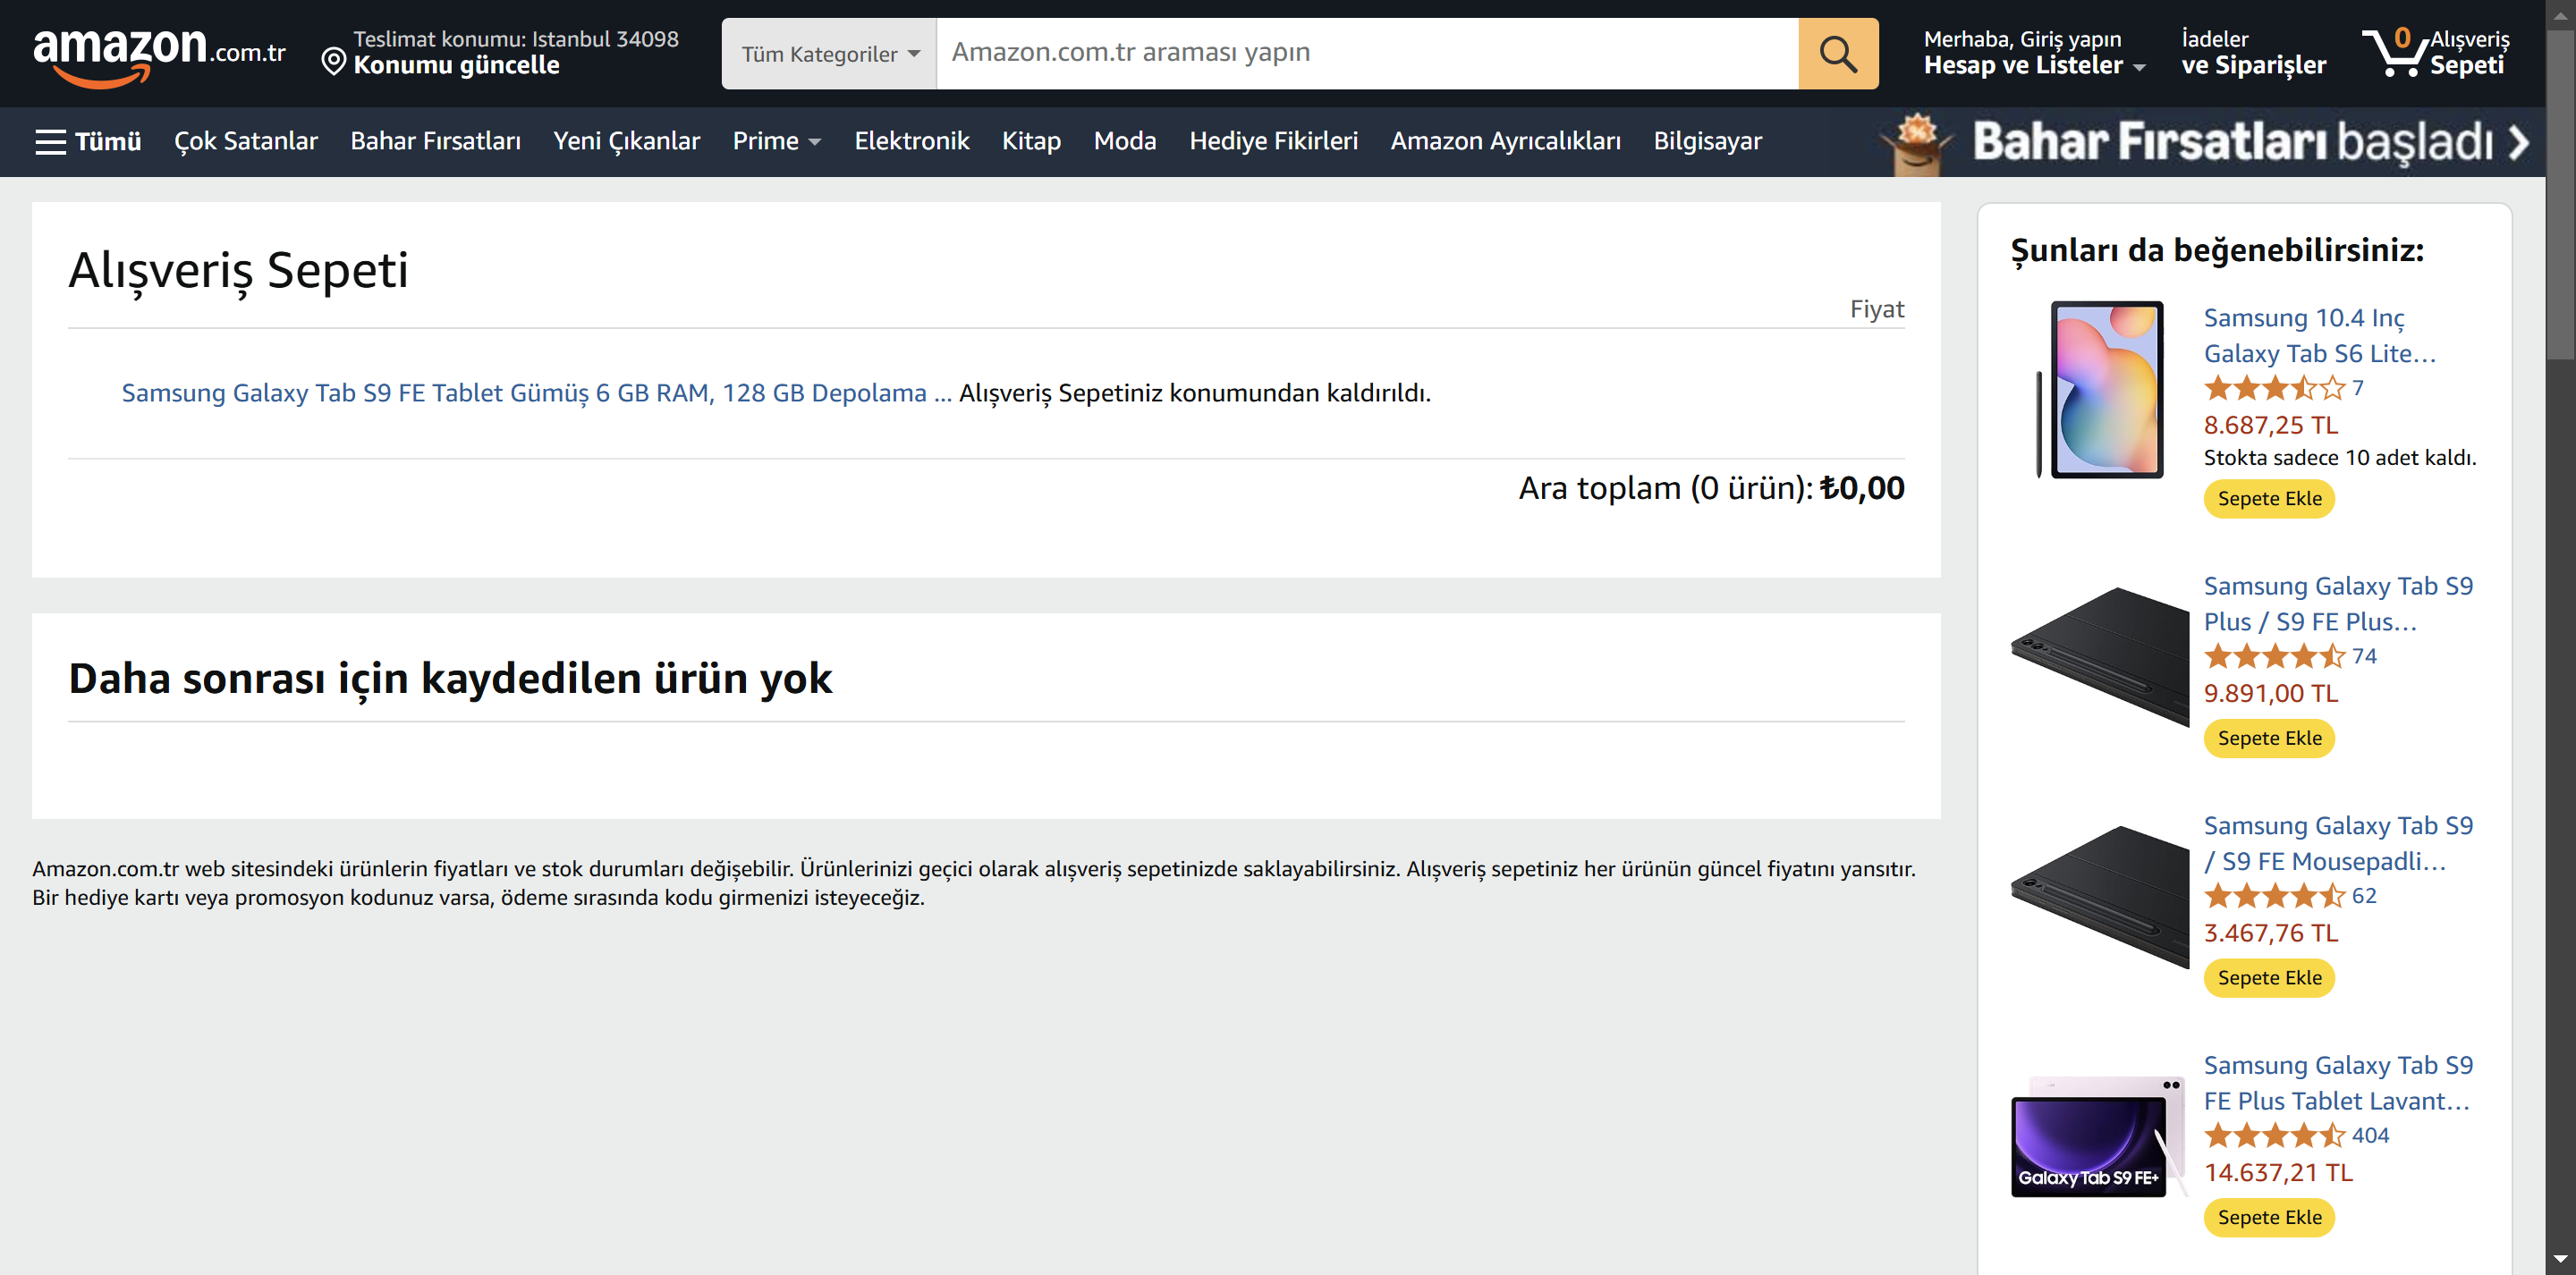 amazon.com.tr
Teslimat konumu: Istanbul 34098
Konumu güncelle
Tüm Kategoriler
Amazon.com.tr araması yapın
Merhaba, Giriş yapın
Hesap ve Listeler
İadeler
ve Siparişler
0
Alışveriş
Sepeti
Tümü
Çok Satanlar
Bahar Fırsatları
Yeni Çıkanlar
Prime
Elektronik
Kitap
Moda
Hediye Fikirleri
Amazon Ayrıcalıkları
Bilgisayar
%
Bahar Fırsatları başladı
Alışveriş Sepeti
Fiyat
Samsung Galaxy Tab S9 FE Tablet Gümüş 6 GB RAM, 128 GB Depolama ... Alışveriş Sepetiniz konumundan kaldırıldı.
Ara toplam (0 ürün): ₺0,00
Daha sonrası için kaydedilen ürün yok
Amazon.com.tr web sitesindeki ürünlerin fiyatları ve stok durumları değişebilir. Ürünlerinizi geçici olarak alışveriş sepetinizde saklayabilirsiniz. Alışveriş sepetiniz her ürünün güncel fiyatını yansıtır.
Bir hediye kartı veya promosyon kodunuz varsa, ödeme sırasında kodu girmenizi isteyeceğiz.
Şunları da beğenebilirsiniz:
Samsung 10.4 Inç
Galaxy Tab S6 Lite…
7
8.687,25 TL
Stokta sadece 10 adet kaldı.
Sepete Ekle
Samsung Galaxy Tab S9
Plus / S9 FE Plus…
74
9.891,00 TL
Sepete Ekle
Samsung Galaxy Tab S9
/ S9 FE Mousepadli…
62
3.467,76 TL
Sepete Ekle
Samsung Galaxy Tab S9
FE Plus Tablet Lavant…
404
14.637,21 TL
Sepete Ekle
Galaxy Tab S9 FE+